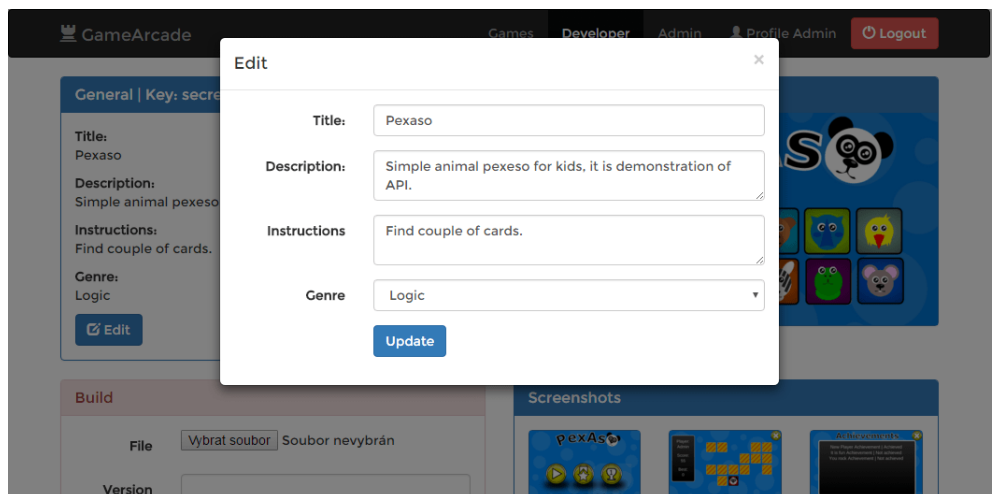 GameArcade
Games Developer Admin Profile Admin Logout
Edit ×
Title: Pexaso
Description: Simple animal pexeso for kids, it is demonstration of
API.
Instructions Find couple of cards.
Genre Logic
Update
General | Key: secre
Title:
Pexaso
Description:
Simple animal pexeso
Instructions:
Find couple of cards.
Genre:
Logic
Edit
Build
File Vybrat soubor Soubor nevybrán
Version
Screenshots
pexAso
Achievements